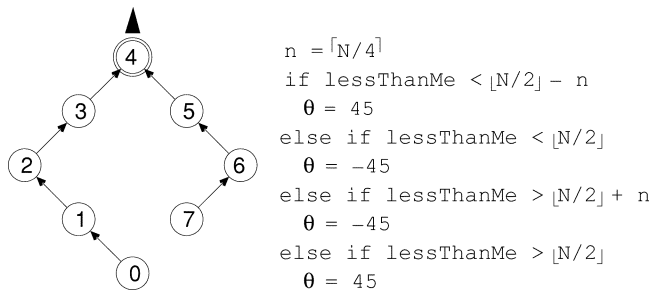 4
3
5
2
6
1
7
0
n = ⌈N/4⌉
if lessThanMe < ⌊N/2⌋ – n
θ = 45
else if lessThanMe < ⌊N/2⌋
θ = –45
else if lessThanMe > ⌊N/2⌋ + n
θ = –45
else if lessThanMe > ⌊N/2⌋
θ = 45